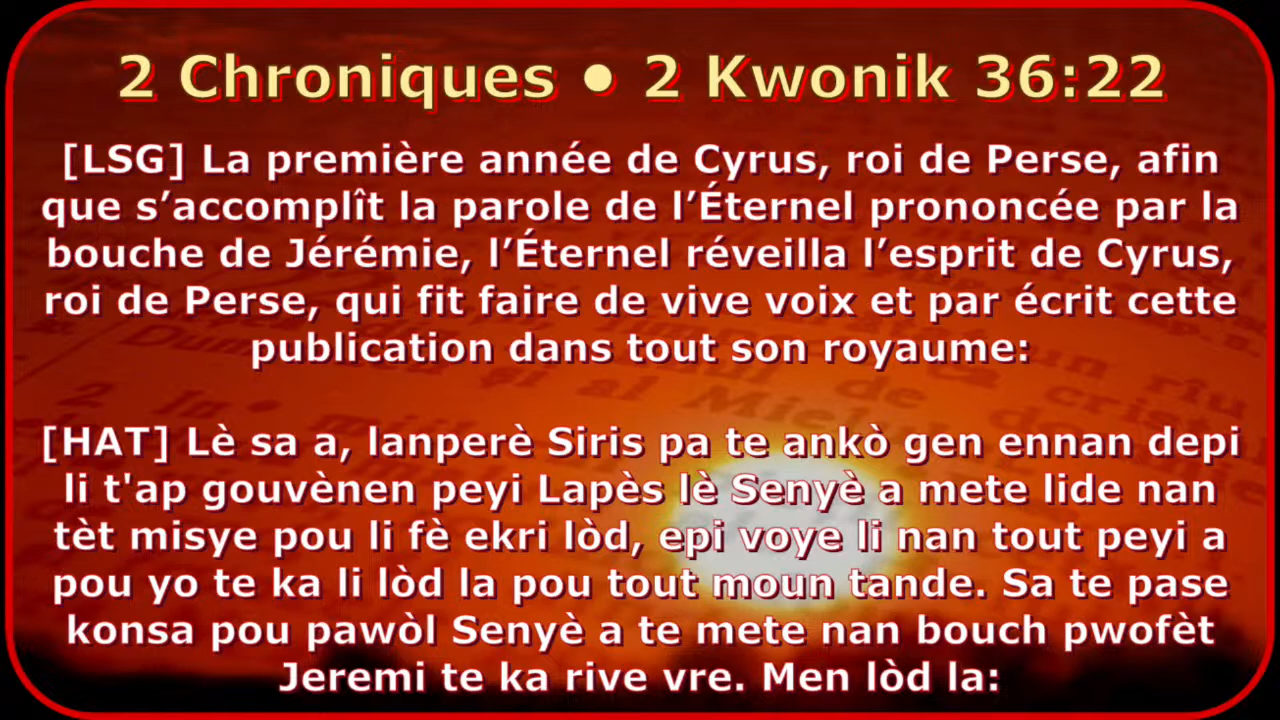 2 Chroniques • 2 Kwonik 36:22
[LSG] La première année de Cyrus, roi de Perse, afin
que s’accomplît la parole de l’Éternel prononcée par la
bouche de Jérémie, l’Éternel réveilla l’esprit de Cyrus,
roi de Perse, qui fit faire de vive voix et par écrit cette
publication dans tout son royaume:
[HAT] Lè sa a, lanperè Siris pa te ankò gen ennan depi
li t'ap gouvènen peyi Lapès lè Senyè a mete lide nan
tèt misye pou li fè ekri lòd, epi voye li nan tout peyi a
pou yo te ka li lòd la pou tout moun tande. Sa te pase
konsa pou pawòl Senyè a te mete nan bouch pwofèt
Jeremi te ka rive vre. Men lòd la: